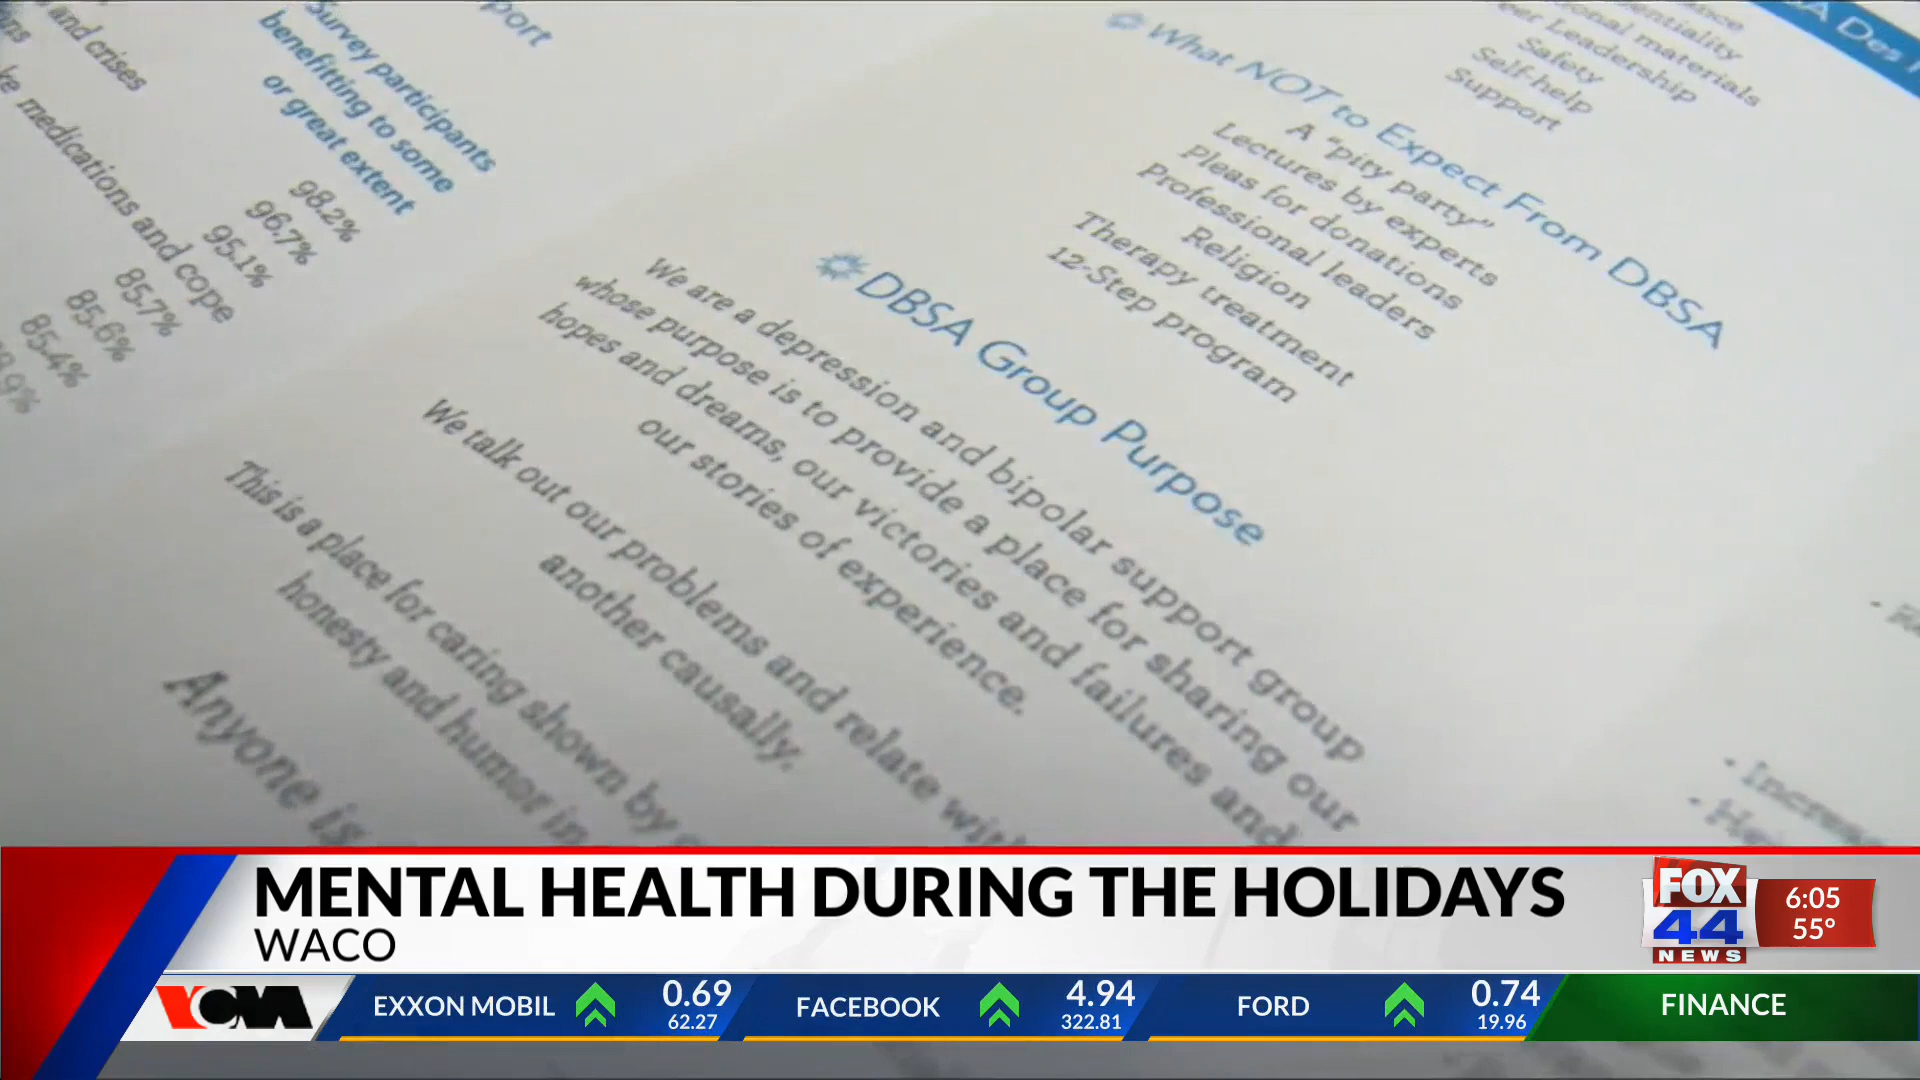 and crises
medications and cope
port
Survey participants
benefitting to some
or great extent
98.2%
96.7%
95.1%
85.7%
85.6%
85.4%
materials
Leadership
Safety
Self-help
Support
What NOT to Expect From DBSA
A "pity party"
Lectures by experts
Pleas for donations
Professional leaders
Religion
Therapy treatment
12-Step program
DBSA Group Purpose
We are a depression and bipolar support group
whose purpose is to provide a place for sharing our
hopes and dreams, our victories and failures and
our stories of experience.
We talk out our problems and relate with
another causally.
This is a place for caring shown by
honesty and humor in
Anyone is
Des
MENTAL HEALTH DURING THE HOLIDAYS
WACO
FOX
44
NEWS
6:05
55°
YCMA
EXXON MOBIL 0.69
62.27
FACEBOOK 4.94
322.81
FORD 0.74
19.96
FINANCE